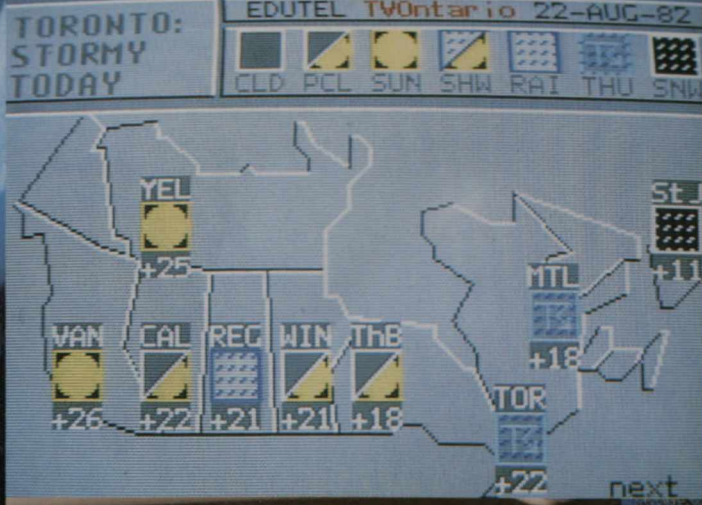 TORONTO:
STORMY
TODAY
EDUTEL TVOntario 22-AUG-82
CLD PCL SUN SHW RAI THU SNW
YEL
+25
St J
+11
MTL
+18
VAN CAL REG WIN ThB
+26 +22 +21 +21 +18
TOR
+22
next